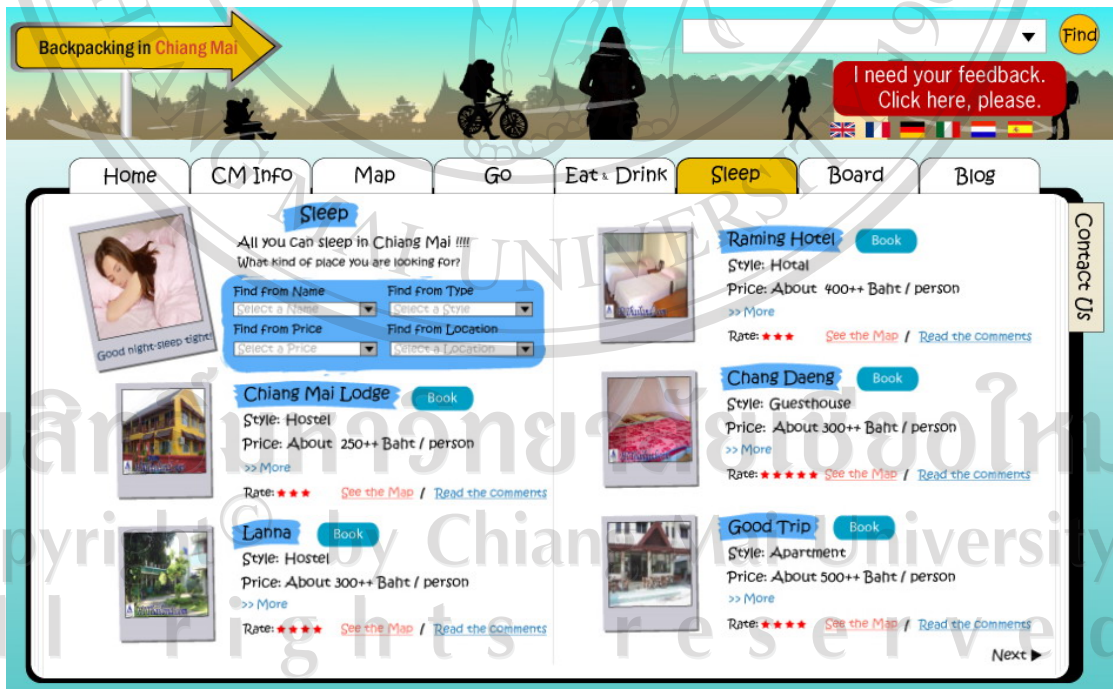 Backpacking in Chiang Mai
Find
I need your feedback.
Click here, please.
Home
CM Info
Map
Go
Eat & Drink
Sleep
Board
Blog
Contact Us
Good night-sleep tight!
Sleep
All you can sleep in Chiang Mai !!!!
What kind of place you are looking for?
Find from Name
Find from Type
Select a Name
Select a Style
Find from Price
Find from Location
Select a Price
Select a Location
Chiang Mai Lodge
Book
Style: Hostel
Price: About 250++ Baht / person
>> More
Rate: ★★★ See the Map / Read the comments
Lanna
Book
Style: Hostel
Price: About 300++ Baht / person
>> More
Rate: ★★★★ See the Map / Read the comments
Raming Hotel
Book
Style: Hotal
Price: About 400++ Baht / person
>> More
Rate: ★★★ See the Map / Read the comments
Chang Daeng
Book
Style: Guesthouse
Price: About 300++ Baht / person
>> More
Rate: ★★★★★ See the Map / Read the comments
Good Trip
Book
Style: Apartment
Price: About 500++ Baht / person
>> More
Rate: ★★★★ See the Map / Read the comments
Next ▶
MAI UNIVERSITY
by Chiang Mai University
All rights reserved